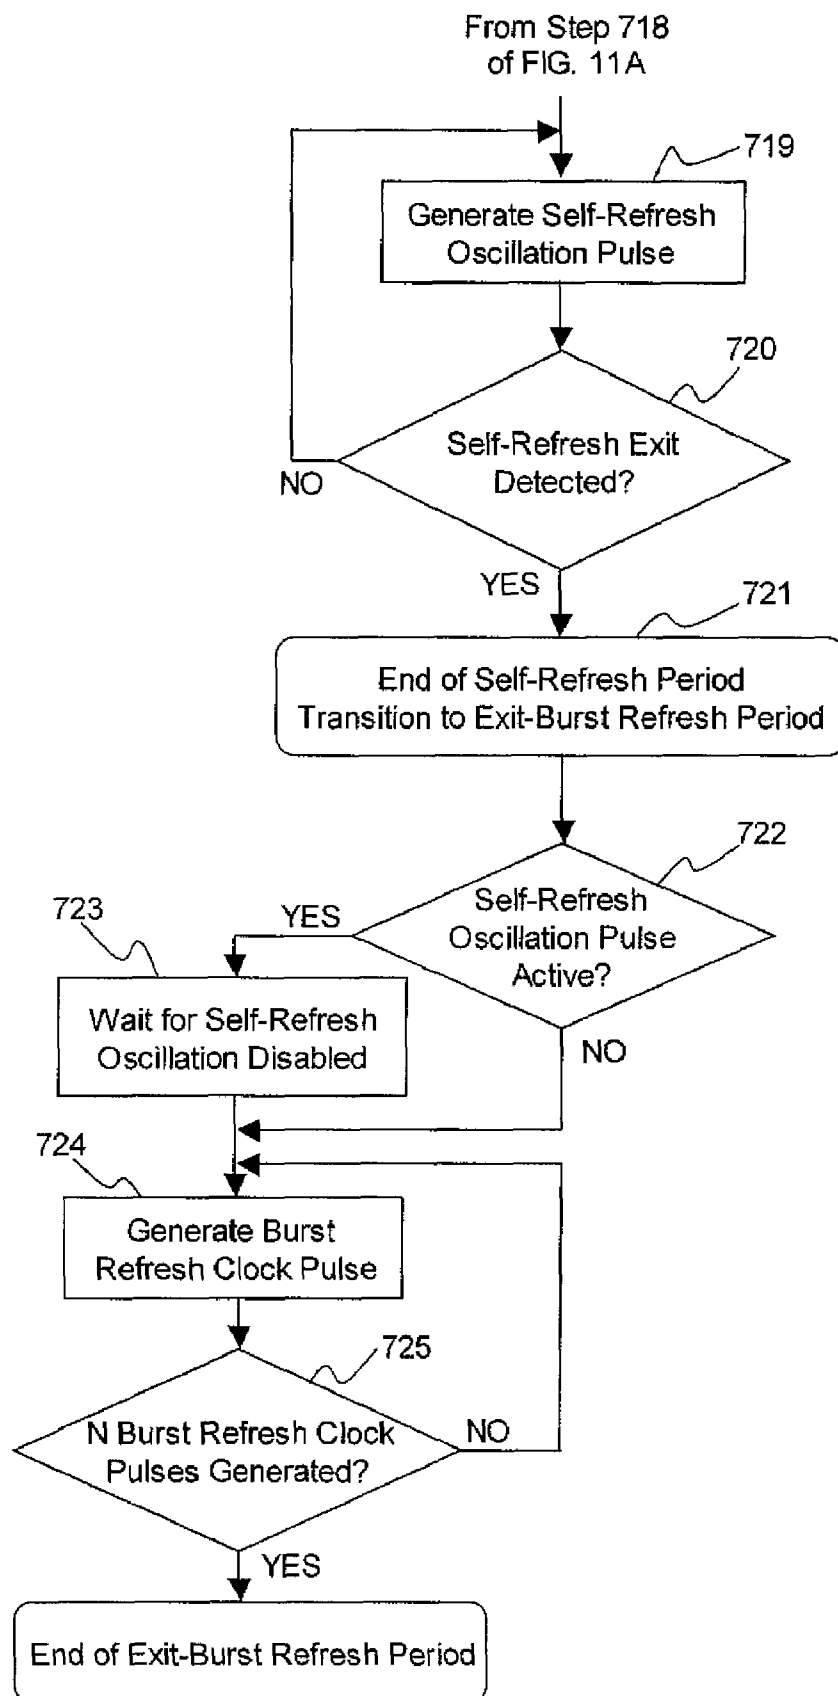 From Step 718
of FIG. 11A
719
Generate Self-Refresh
Oscillation Pulse
720
Self-Refresh Exit
Detected?
NO
YES
721
End of Self-Refresh Period
Transition to Exit-Burst Refresh Period
722
Self-Refresh
Oscillation Pulse
Active?
YES
NO
723
Wait for Self-Refresh
Oscillation Disabled
724
Generate Burst
Refresh Clock Pulse
725
N Burst Refresh Clock
Pulses Generated?
NO
YES
End of Exit-Burst Refresh Period